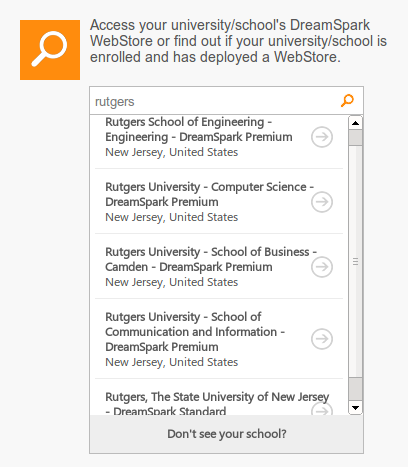 Access your university/school's DreamSpark
WebStore or find out if your university/school is
enrolled and has deployed a WebStore.
rutgers
Rutgers School of Engineering -
Engineering - DreamSpark Premium
New Jersey, United States
Rutgers University - Computer Science -
DreamSpark Premium
New Jersey, United States
Rutgers University - School of Business -
Camden - DreamSpark Premium
New Jersey, United States
Rutgers University - School of
Communication and Information -
DreamSpark Premium
New Jersey, United States
Rutgers, The State University of New Jersey
- DreamSpark Standard
Don't see your school?